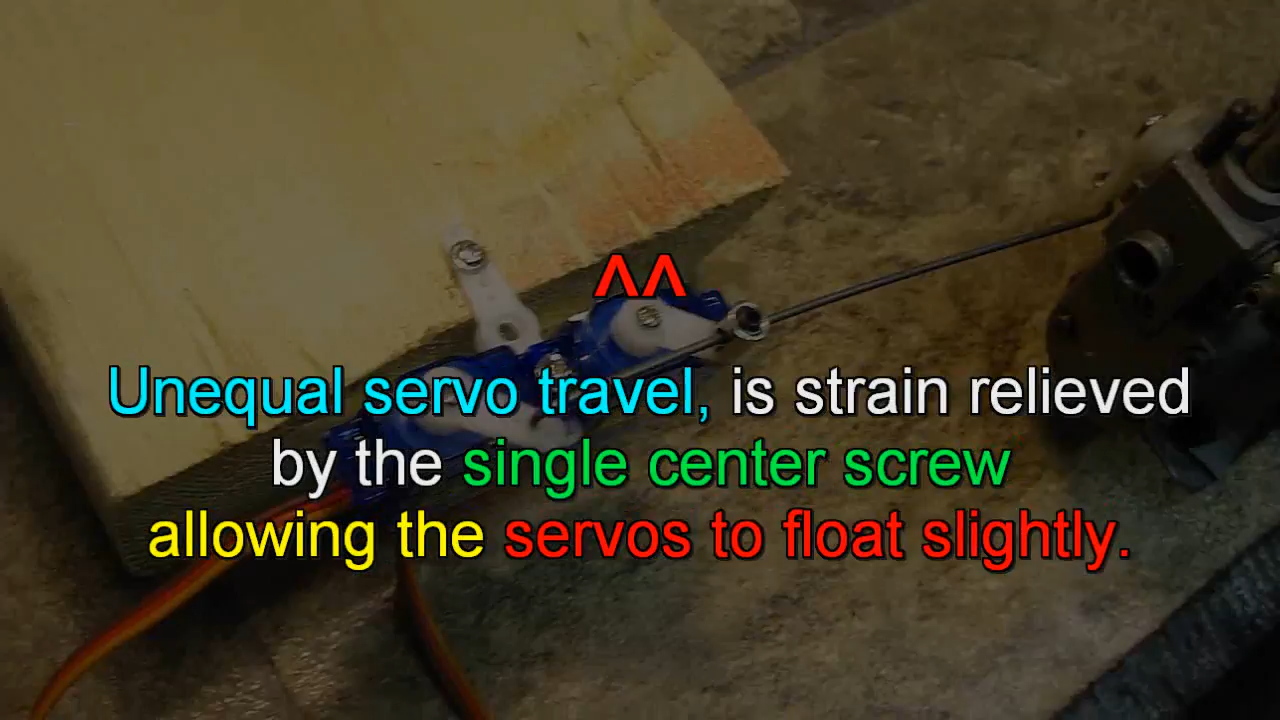 ^^
Unequal servo travel, is strain relieved
by the single center screw
allowing the servos to float slightly.